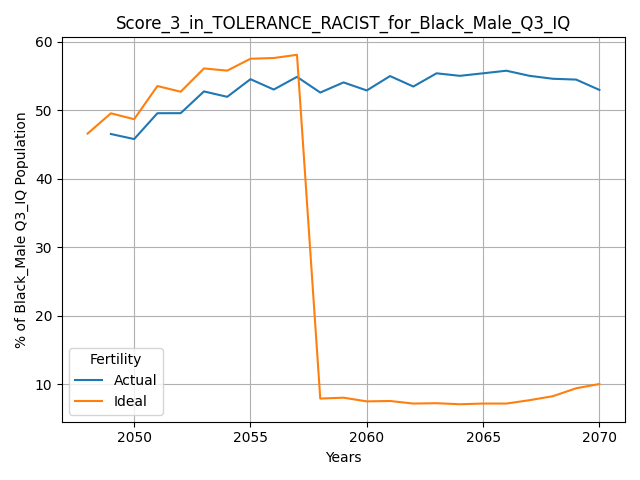 Score_3_in_TOLERANCE_RACIST_for_Black_Male_Q3_IQ
% of Black_Male Q3_IQ Population
60
50
40
30
20
10
Fertility
Actual
Ideal
2050 2055 2060 2065 2070
Years